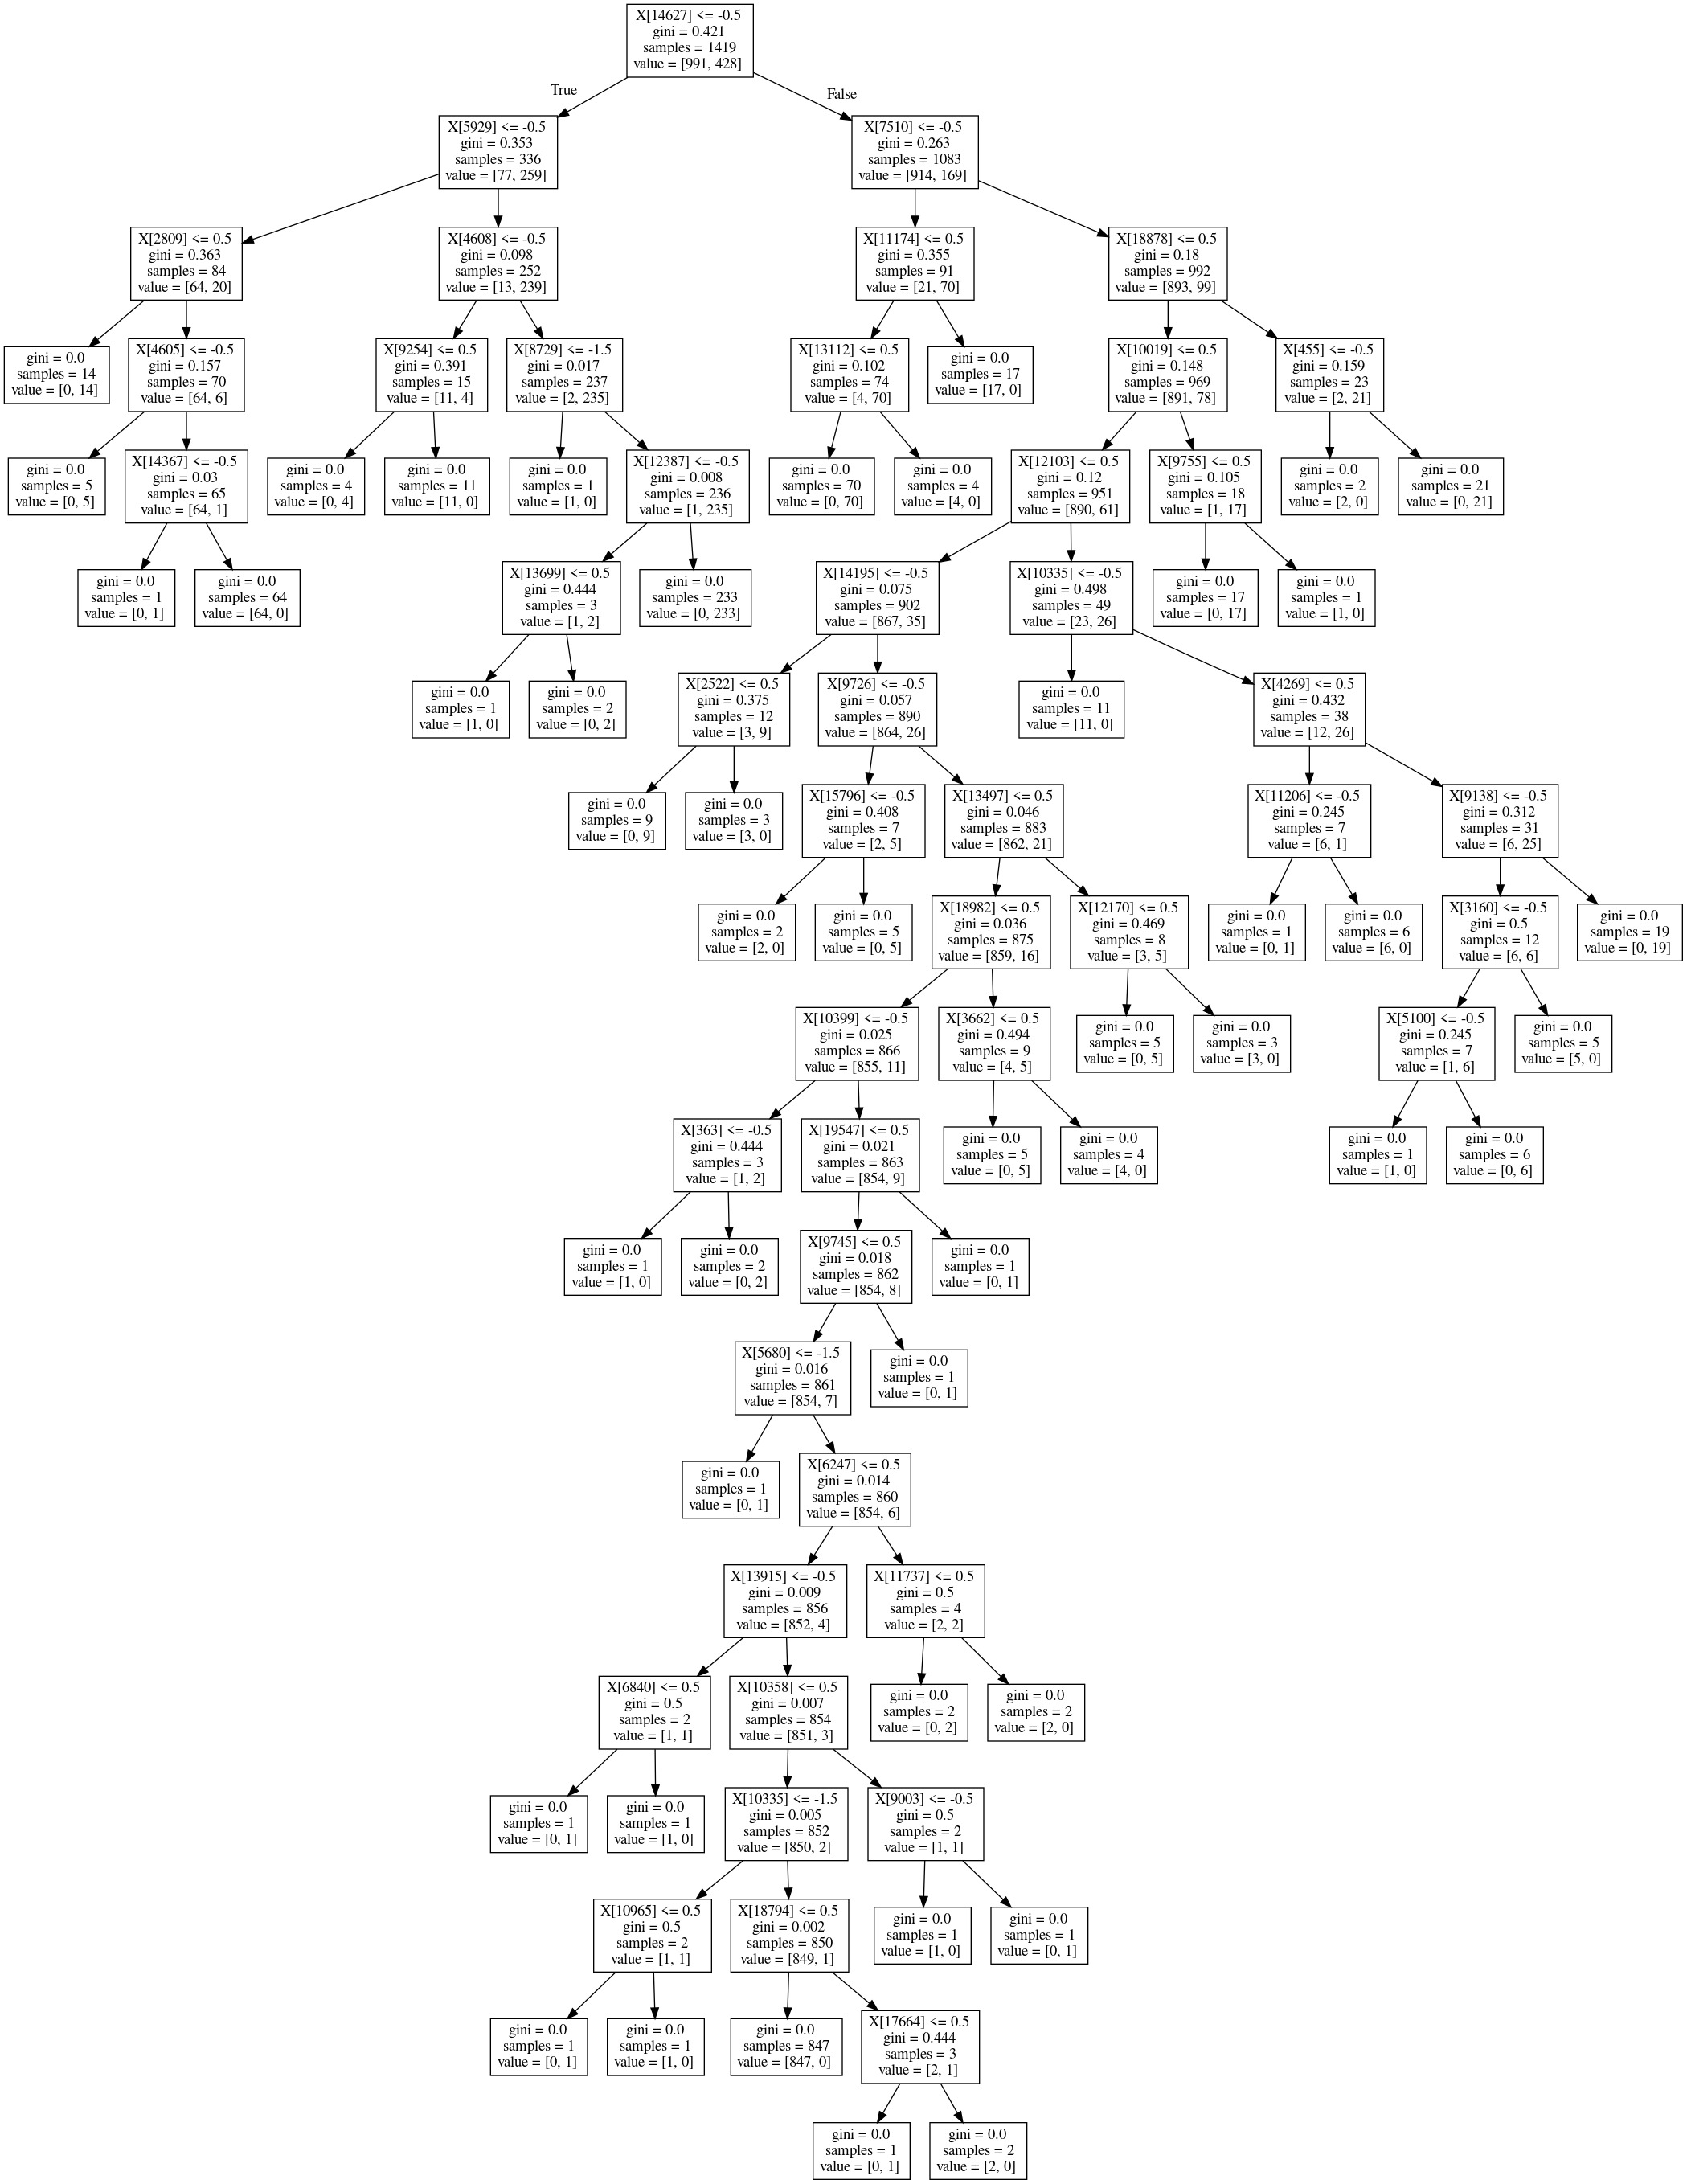 X[14627] <= -0.5
gini = 0.421
samples = 1419
value = [991, 428]
True
False
X[5929] <= -0.5
gini = 0.353
samples = 336
value = [77, 259]
X[7510] <= -0.5
gini = 0.263
samples = 1083
value = [914, 169]
X[2809] <= 0.5
gini = 0.363
samples = 84
value = [64, 20]
X[4608] <= -0.5
gini = 0.098
samples = 252
value = [13, 239]
X[11174] <= 0.5
gini = 0.355
samples = 91
value = [21, 70]
X[18878] <= 0.5
gini = 0.18
samples = 992
value = [893, 99]
gini = 0.0
samples = 14
value = [0, 14]
X[4605] <= -0.5
gini = 0.157
samples = 70
value = [64, 6]
X[9254] <= 0.5
gini = 0.391
samples = 15
value = [11, 4]
X[8729] <= -1.5
gini = 0.017
samples = 237
value = [2, 235]
X[13112] <= 0.5
gini = 0.102
samples = 74
value = [4, 70]
gini = 0.0
samples = 17
value = [17, 0]
X[10019] <= 0.5
gini = 0.148
samples = 969
value = [891, 78]
X[455] <= -0.5
gini = 0.159
samples = 23
value = [2, 21]
gini = 0.0
samples = 5
value = [0, 5]
X[14367] <= -0.5
gini = 0.03
samples = 65
value = [64, 1]
gini = 0.0
samples = 4
value = [0, 4]
gini = 0.0
samples = 11
value = [11, 0]
gini = 0.0
samples = 1
value = [1, 0]
X[12387] <= -0.5
gini = 0.008
samples = 236
value = [1, 235]
gini = 0.0
samples = 70
value = [0, 70]
gini = 0.0
samples = 4
value = [4, 0]
X[12103] <= 0.5
gini = 0.12
samples = 951
value = [890, 61]
X[9755] <= 0.5
gini = 0.105
samples = 18
value = [1, 17]
gini = 0.0
samples = 2
value = [2, 0]
gini = 0.0
samples = 21
value = [0, 21]
gini = 0.0
samples = 1
value = [0, 1]
gini = 0.0
samples = 64
value = [64, 0]
X[13699] <= 0.5
gini = 0.444
samples = 3
value = [1, 2]
gini = 0.0
samples = 233
value = [0, 233]
X[14195] <= -0.5
gini = 0.075
samples = 902
value = [867, 35]
X[10335] <= -0.5
gini = 0.498
samples = 49
value = [23, 26]
gini = 0.0
samples = 17
value = [0, 17]
gini = 0.0
samples = 1
value = [1, 0]
gini = 0.0
samples = 1
value = [1, 0]
gini = 0.0
samples = 2
value = [0, 2]
X[2522] <= 0.5
gini = 0.375
samples = 12
value = [3, 9]
X[9726] <= -0.5
gini = 0.057
samples = 890
value = [864, 26]
gini = 0.0
samples = 11
value = [11, 0]
X[4269] <= 0.5
gini = 0.432
samples = 38
value = [12, 26]
gini = 0.0
samples = 9
value = [0, 9]
gini = 0.0
samples = 3
value = [3, 0]
X[15796] <= -0.5
gini = 0.408
samples = 7
value = [2, 5]
X[13497] <= 0.5
gini = 0.046
samples = 883
value = [862, 21]
X[11206] <= -0.5
gini = 0.245
samples = 7
value = [6, 1]
X[9138] <= -0.5
gini = 0.312
samples = 31
value = [6, 25]
gini = 0.0
samples = 2
value = [2, 0]
gini = 0.0
samples = 5
value = [0, 5]
X[18982] <= 0.5
gini = 0.036
samples = 875
value = [859, 16]
X[12170] <= 0.5
gini = 0.469
samples = 8
value = [3, 5]
gini = 0.0
samples = 1
value = [0, 1]
gini = 0.0
samples = 6
value = [6, 0]
X[3160] <= -0.5
gini = 0.5
samples = 12
value = [6, 6]
gini = 0.0
samples = 19
value = [0, 19]
X[10399] <= -0.5
gini = 0.025
samples = 866
value = [855, 11]
X[3662] <= 0.5
gini = 0.494
samples = 9
value = [4, 5]
gini = 0.0
samples = 5
value = [0, 5]
gini = 0.0
samples = 3
value = [3, 0]
X[5100] <= -0.5
gini = 0.245
samples = 7
value = [1, 6]
gini = 0.0
samples = 5
value = [5, 0]
X[363] <= -0.5
gini = 0.444
samples = 3
value = [1, 2]
X[19547] <= 0.5
gini = 0.021
samples = 863
value = [854, 9]
gini = 0.0
samples = 5
value = [0, 5]
gini = 0.0
samples = 4
value = [4, 0]
gini = 0.0
samples = 1
value = [1, 0]
gini = 0.0
samples = 6
value = [0, 6]
gini = 0.0
samples = 1
value = [1, 0]
gini = 0.0
samples = 2
value = [0, 2]
X[9745] <= 0.5
gini = 0.018
samples = 862
value = [854, 8]
gini = 0.0
samples = 1
value = [0, 1]
X[5680] <= -1.5
gini = 0.016
samples = 861
value = [854, 7]
gini = 0.0
samples = 1
value = [0, 1]
gini = 0.0
samples = 1
value = [0, 1]
X[6247] <= 0.5
gini = 0.014
samples = 860
value = [854, 6]
X[13915] <= -0.5
gini = 0.009
samples = 856
value = [852, 4]
X[11737] <= 0.5
gini = 0.5
samples = 4
value = [2, 2]
X[6840] <= 0.5
gini = 0.5
samples = 2
value = [1, 1]
X[10358] <= 0.5
gini = 0.007
samples = 854
value = [851, 3]
gini = 0.0
samples = 2
value = [0, 2]
gini = 0.0
samples = 2
value = [2, 0]
gini = 0.0
samples = 1
value = [0, 1]
gini = 0.0
samples = 1
value = [1, 0]
X[10335] <= -1.5
gini = 0.005
samples = 852
value = [850, 2]
X[9003] <= -0.5
gini = 0.5
samples = 2
value = [1, 1]
X[10965] <= 0.5
gini = 0.5
samples = 2
value = [1, 1]
X[18794] <= 0.5
gini = 0.002
samples = 850
value = [849, 1]
gini = 0.0
samples = 1
value = [1, 0]
gini = 0.0
samples = 1
value = [0, 1]
gini = 0.0
samples = 1
value = [0, 1]
gini = 0.0
samples = 1
value = [1, 0]
gini = 0.0
samples = 847
value = [847, 0]
X[17664] <= 0.5
gini = 0.444
samples = 3
value = [2, 1]
gini = 0.0
samples = 1
value = [0, 1]
gini = 0.0
samples = 2
value = [2, 0]